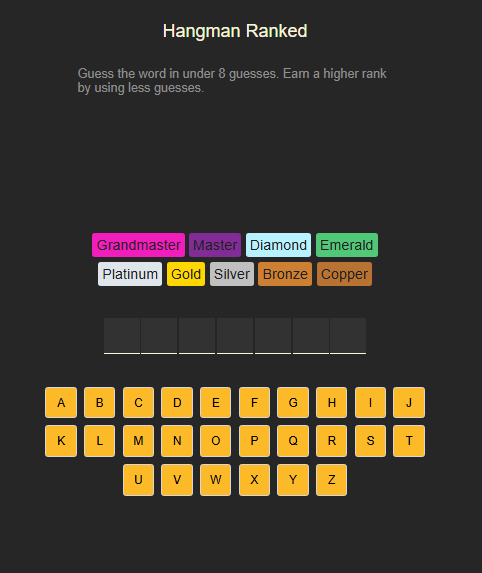 Hangman Ranked
Guess the word in under 8 guesses. Earn a higher rank
by using less guesses.
Grandmaster Master Diamond Emerald
Platinum Gold Silver Bronze Copper
A B C D E F G H I J
K L M N O P Q R S T
U V W X Y Z